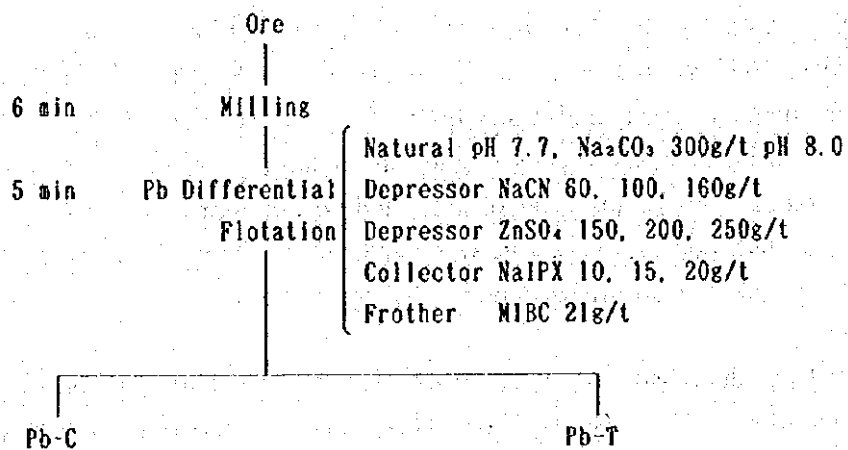 Ore
6 min Milling
Natural pH 7.7, Na₂CO₃ 300g/t pH 8.0
5 min Pb Differential Depressor NaCN 60, 100, 160g/t
Flotation Depressor ZnSO₄ 150, 200, 250g/t
Collector NaIPX 10, 15, 20g/t
Frother MIBC 21g/t
Pb-C Pb-T